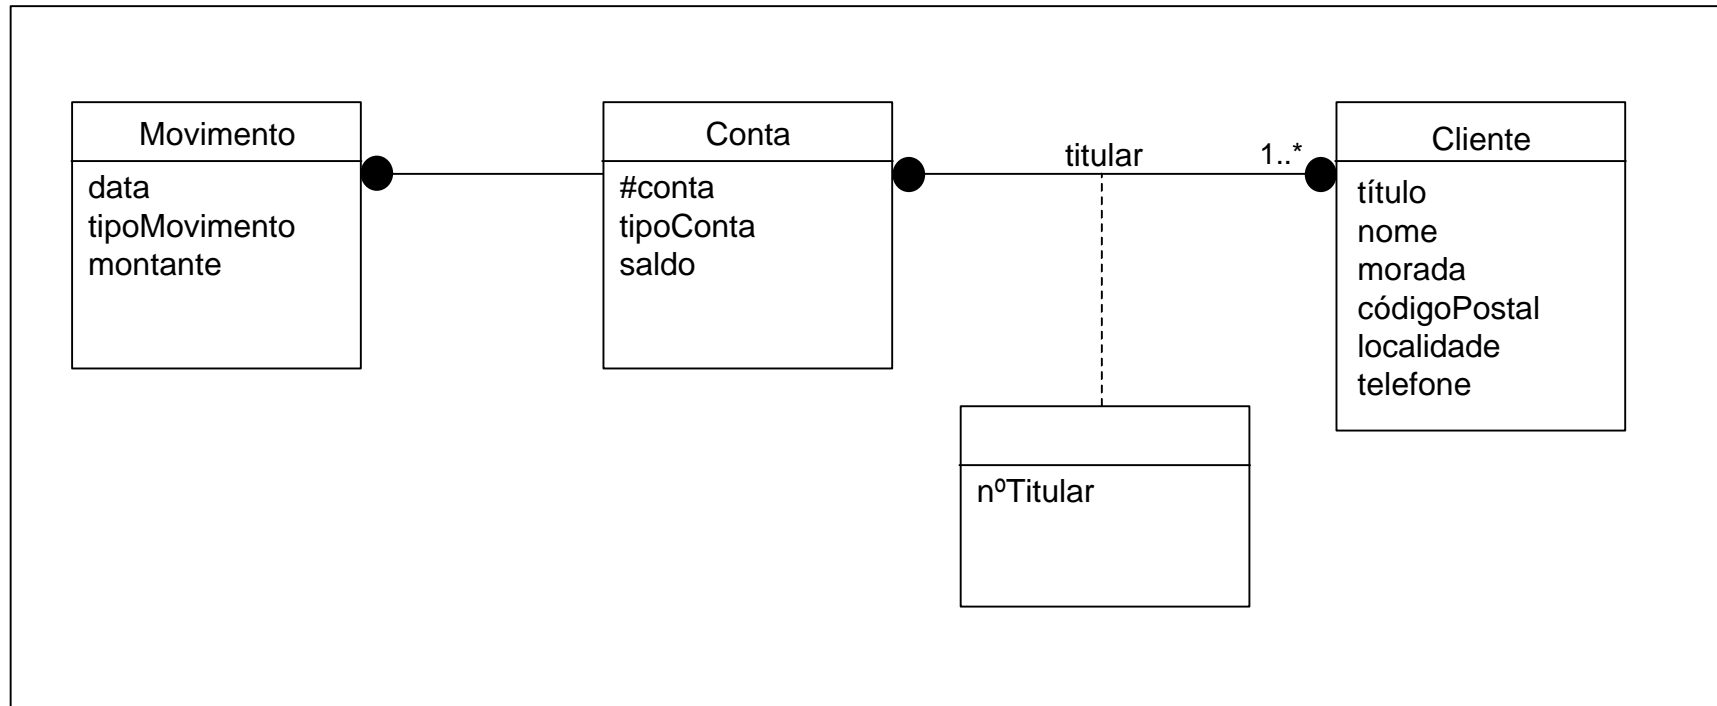 Movimento
data
tipoMovimento
montante
Conta
#conta
tipoConta
saldo
titular
1..*
Cliente
título
nome
morada
códigoPostal
localidade
telefone
nºTitular